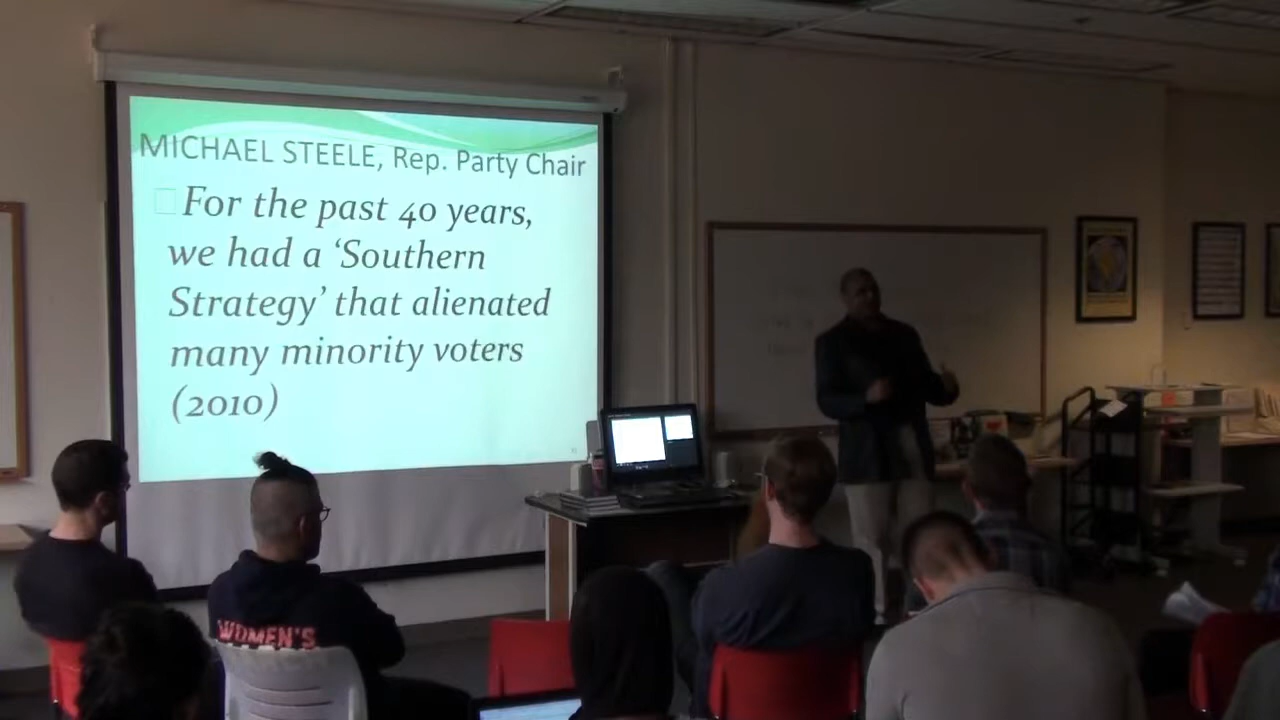 MICHAEL STEELE, Rep. Party Chair
For the past 40 years,
we had a ‘Southern
Strategy’ that alienated
many minority voters
(2010)
WOMEN'S